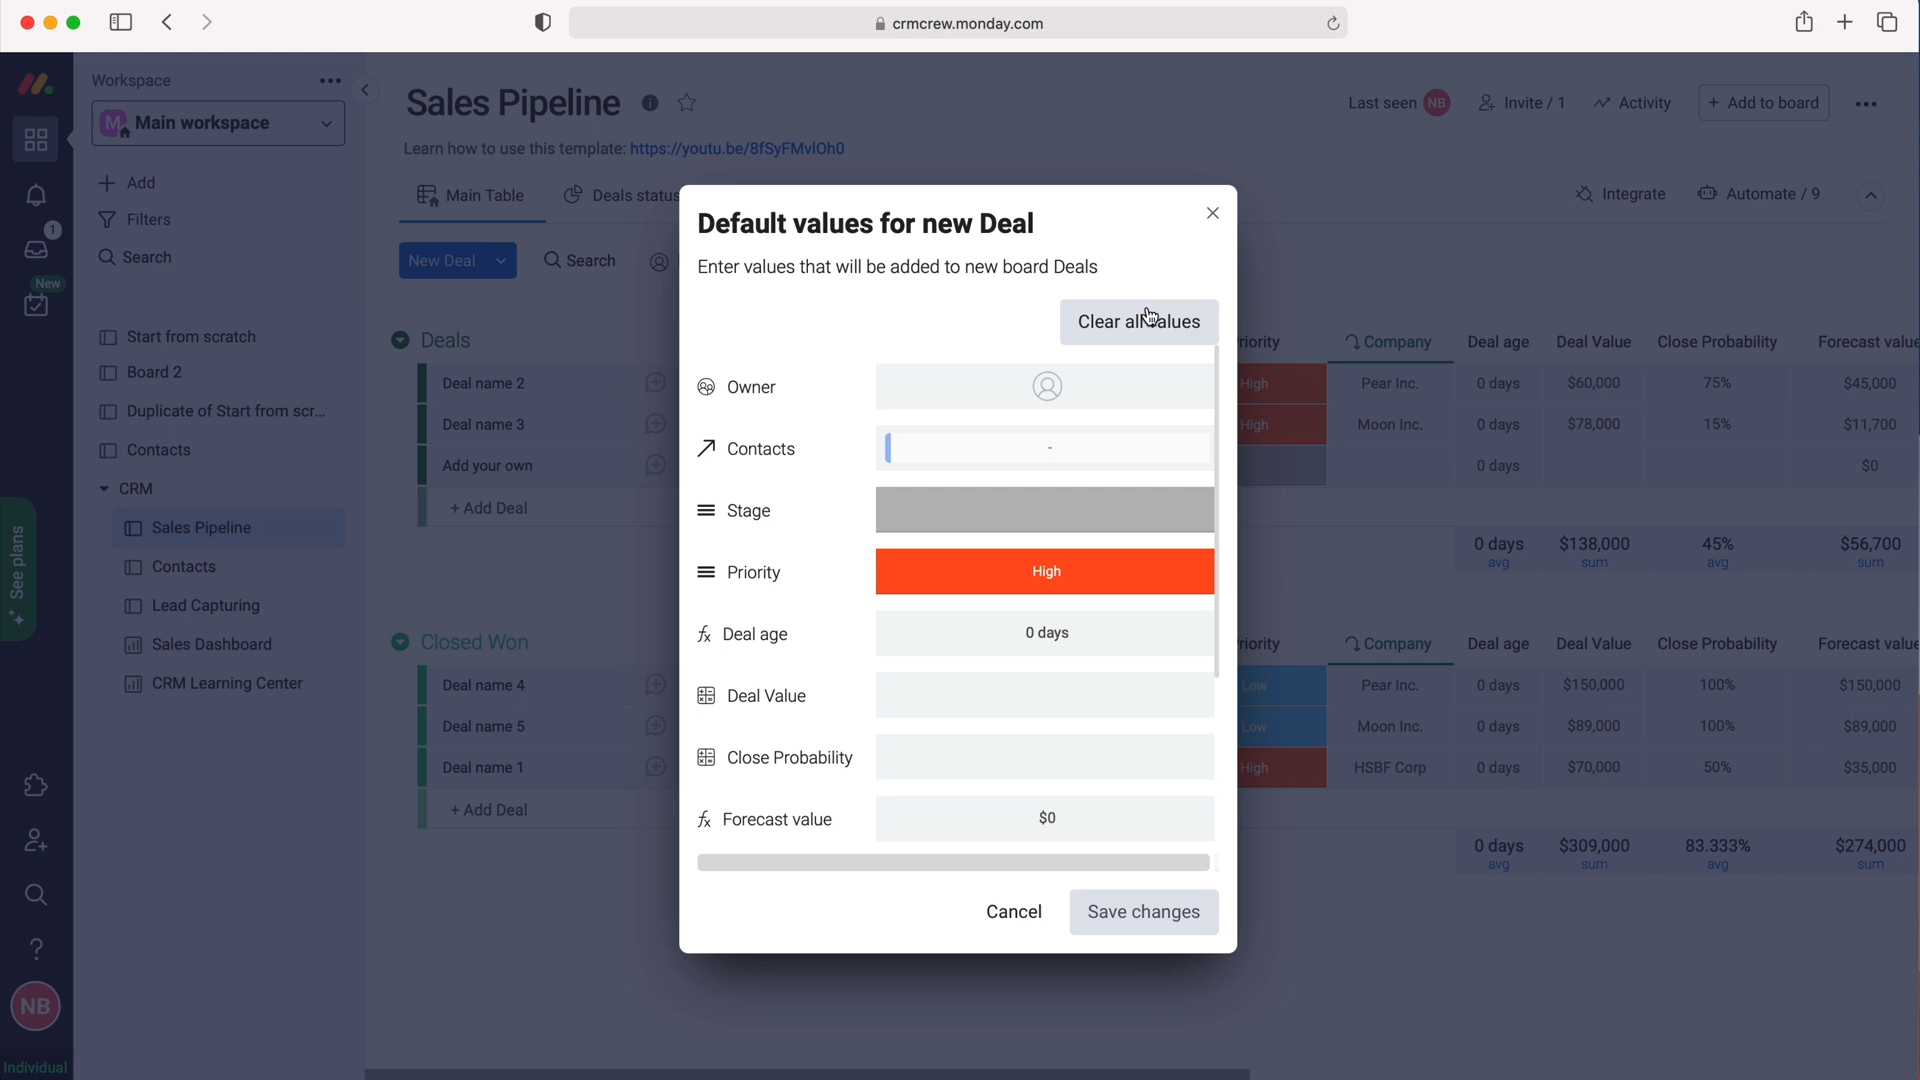 crmcrew.monday.com
Workspace
M Main workspace
Add
Filters
Search
1
New
Start from scratch
Board 2
Duplicate of Start from scr...
Contacts
CRM
Sales Pipeline
Contacts
Lead Capturing
Sales Dashboard
CRM Learning Center
See plans
NB
Individual
Sales Pipeline
Last seen NB Invite / 1 Activity + Add to board
Learn how to use this template: https://youtu.be/8fSyFMvlOh0
Main Table Deals status Integrate Automate / 9
New Deal Search
Default values for new Deal
Enter values that will be added to new board Deals
Clear all values
Owner
Contacts -
Stage
Priority High
Deal age 0 days
Deal Value
Close Probability
Forecast value $0
Cancel Save changes
Deals riority Company Deal age Deal Value Close Probability Forecast value
Deal name 2 High Pear Inc. 0 days $60,000 75% $45,000
Deal name 3 High Moon Inc. 0 days $78,000 15% $11,700
Add your own 0 days $0
+ Add Deal
0 days $138,000 45% $56,700
avg sum avg sum
Closed Won riority Company Deal age Deal Value Close Probability Forecast value
Deal name 4 Low Pear Inc. 0 days $150,000 100% $150,000
Deal name 5 Low Moon Inc. 0 days $89,000 100% $89,000
Deal name 1 High HSBF Corp 0 days $70,000 50% $35,000
+ Add Deal
0 days $309,000 83.333% $274,000
avg sum avg sum